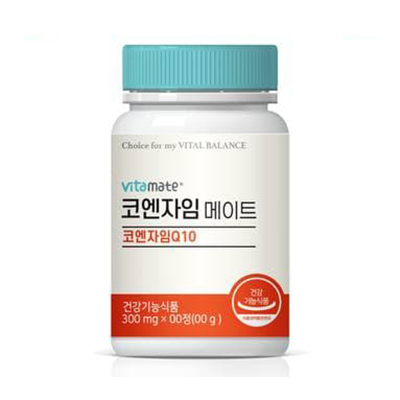 Choice for my VITAL BALANCE
vitamate
코엔자임 메이트
코엔자임Q10
건강기능식품
300 mg × 00정(00 g )
건강
기능식품